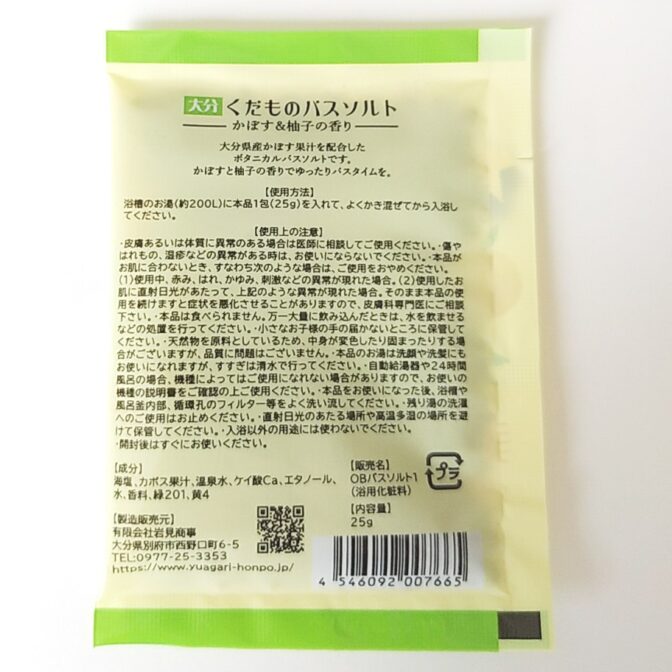 大分 くだものバスソルト
かぼす&柚子の香り
大分県産かぼす果汁を配合した
ボタニカルバスソルトです。
かぼすと柚子の香りでゆったりバスタイムを。
【使用方法】
浴槽のお湯(約200L)に本品1包(25g)を入れて、よくかき混ぜてから入浴し
てください。
【使用上の注意】
・皮膚あるいは体質に異常のある場合は医師に相談してご使用ください。・傷や
はれもの、湿疹などの異常がある時は、お使いにならないでください。・本品が
お肌に合わないとき、すなわち次のような場合は、ご使用をおやめください。
(1)使用中、赤み、はれ、かゆみ、刺激などの異常が現れた場合。(2)使用したお
肌に直射日光があたって、上記のような異常が現れた場合。そのまま本品の使
用を続けますと症状を悪化させることがありますので、皮膚科専門医にご相談
下さい。・本品は食べられません。万一大量に飲み込んだときは、水を飲ませる
などの処置を行ってください。・小さなお子様の手の届かないところに保管して
ください。・天然物を原料としているため、中身が変色したり固まったりする場
合がございますが、品質に問題はございません。・本品のお湯は洗顔や洗髪にも
お使いになれますが、すすぎは清水で行ってください。・自動給湯器や24時間
風呂の場合、機種によってはご使用になれない場合がありますので、お使いの
機種の説明書をご確認の上ご使用ください。・本品をお使いになった後、浴槽や
風呂釜内部、循環孔のフィルター等をよく洗い流してください。・残り湯の洗濯
へのご使用はお止めください。・直射日光のあたる場所や高温多湿の場所を避
けて保管してください。・入浴以外の用途には使わないでください。
・開封後はすぐにお使いください。
【成分】
海塩、カボス果汁、温泉水、ケイ酸Ca、エタノール、
水、香料、緑201、黄4
【販売名】
OBバスソルト1
(浴用化粧料)
プラ
【内容量】
25g
【製造販売元】
有限会社岩見商事
大分県別府市西野口町6-5
TEL:0977-25-3353
https://www.yuagari-honpo.jp/
4 546092 007665